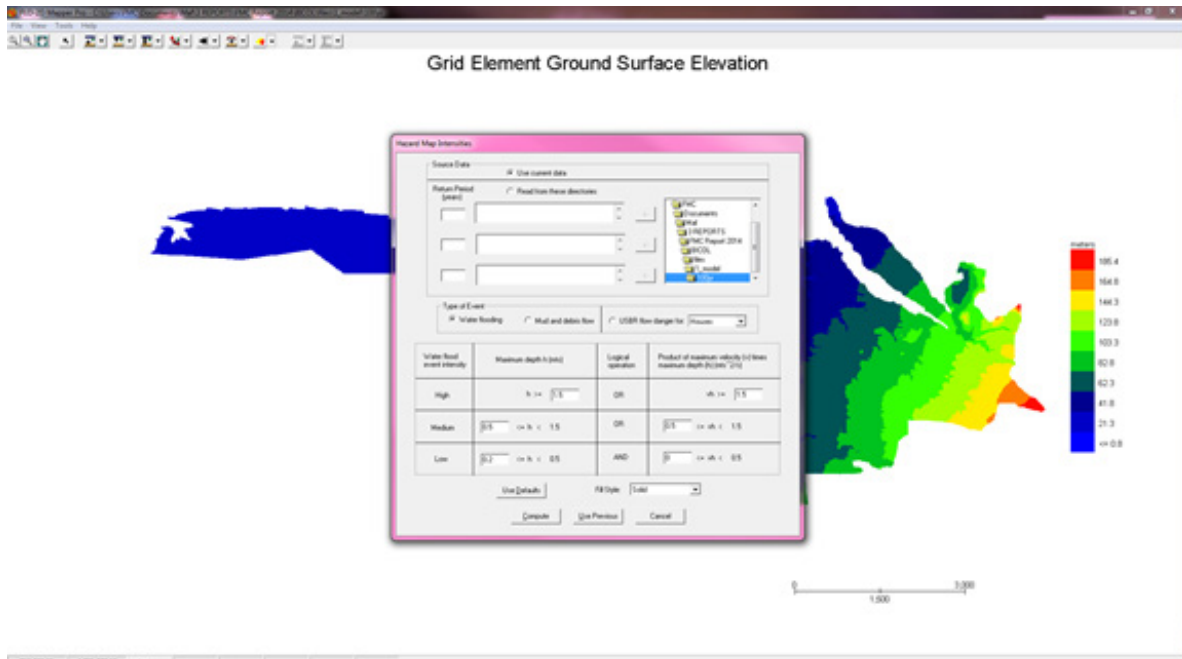 File View Tools Help
Grid Element Ground Surface Elevation
Hazard Map Intensities
Source Data
Use current data
Return Period
(years)
Read from these directories
FMC
Documents
Mal
3 REPORTS
FMC Report 2014
BICOL
files
1_model
100yr
Type of Event
Water flooding
Mud and debris flow
USBR flow danger for: Houses
Water flood
event intensity
Maximum depth h (mts)
Logical
operation
Product of maximum velocity (v) times
maximum depth (h) (mts^2/s)
High h >= 1.5 OR vh >= 1.5
Medium 0.5 <= h < 1.5 OR 0.5 <= vh < 1.5
Low 0.2 <= h < 0.5 AND 0 <= vh < 0.5
Use Defaults Fill Style: Solid
Compute Use Previous Cancel
meters
185.4
164.8
144.3
123.8
103.3
82.8
62.3
41.8
21.3
<= 0.8
0 3,000
1,500